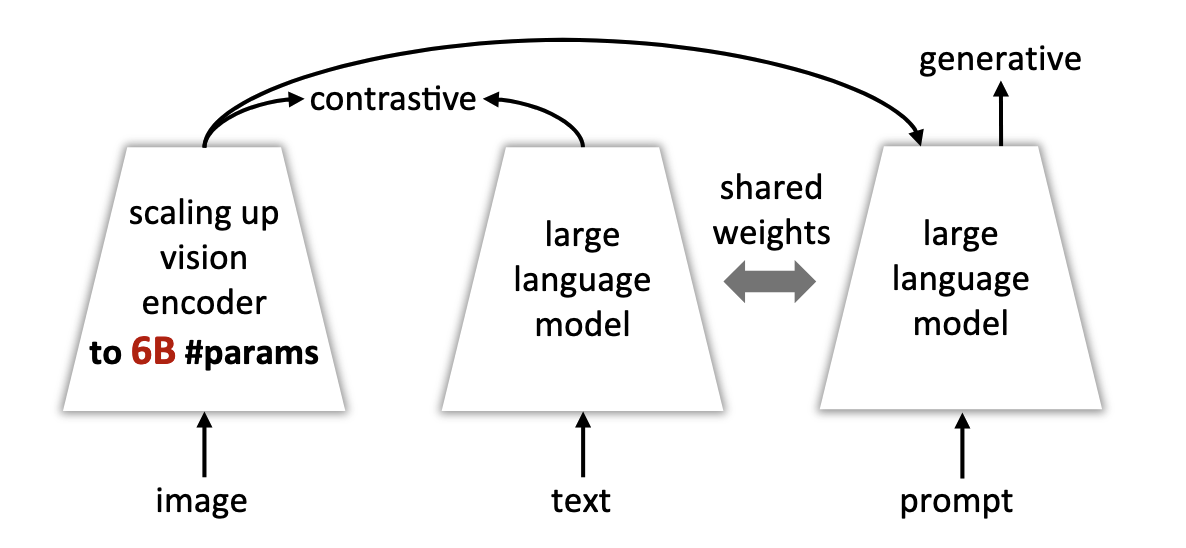 generative
contrastive
scaling up
vision
encoder
to 6B #params
large
language
model
shared
weights
large
language
model
image
text
prompt